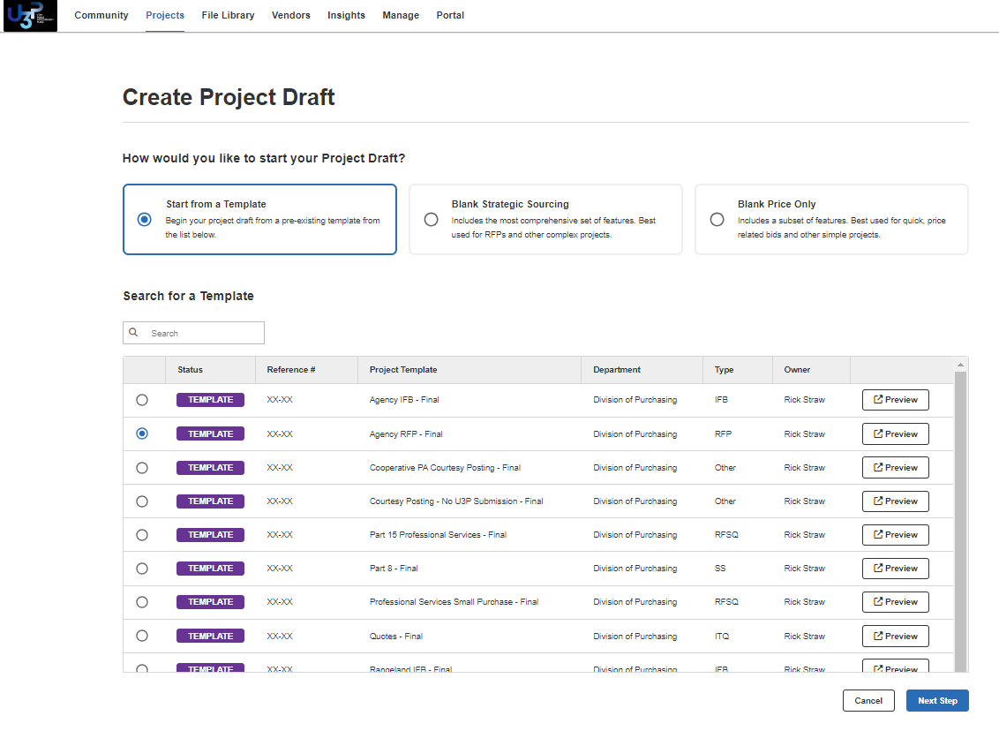 U3P
Community Projects File Library Vendors Insights Manage Portal
Create Project Draft
How would you like to start your Project Draft?
Start from a Template
Begin your project draft from a pre-existing template from
the list below.
Blank Strategic Sourcing
Includes the most comprehensive set of features. Best
used for RFPs and other complex projects.
Blank Price Only
Includes a subset of features. Best used for quick, price
related bids and other simple projects.
Search for a Template
Search
Status Reference # Project Template Department Type Owner
TEMPLATE XX-XX Agency IFB - Final Division of Purchasing IFB Rick Straw Preview
TEMPLATE XX-XX Agency RFP - Final Division of Purchasing RFP Rick Straw Preview
TEMPLATE XX-XX Cooperative PA Courtesy Posting - Final Division of Purchasing Other Rick Straw Preview
TEMPLATE XX-XX Courtesy Posting - No U3P Submission - Final Division of Purchasing Other Rick Straw Preview
TEMPLATE XX-XX Part 15 Professional Services - Final Division of Purchasing RFSQ Rick Straw Preview
TEMPLATE XX-XX Part 8 - Final Division of Purchasing SS Rick Straw Preview
TEMPLATE XX-XX Professional Services Small Purchase - Final Division of Purchasing RFSQ Rick Straw Preview
TEMPLATE XX-XX Quotes - Final Division of Purchasing ITQ Rick Straw Preview
TEMPLATE XX-XX Rangeland IFB - Final Division of Purchasing IFB Rick Straw Preview
Cancel Next Step